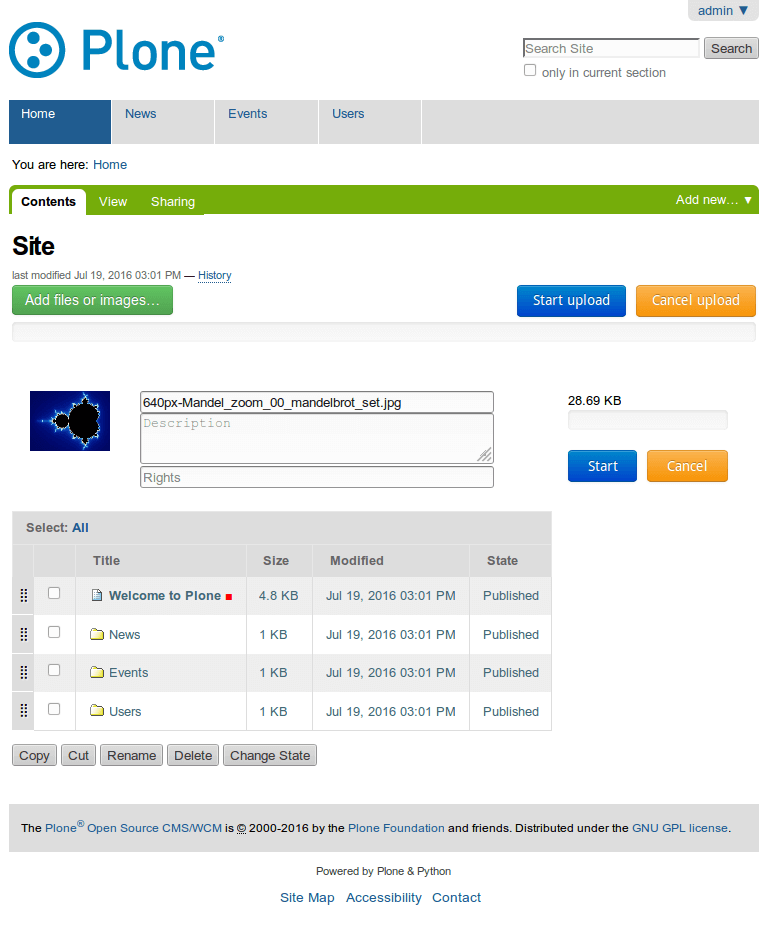 admin ▼
Plone®
Search Site Search
only in current section
Home News Events Users
You are here: Home
Contents View Sharing Add new… ▼
Site
last modified Jul 19, 2016 03:01 PM — History
Add files or images… Start upload Cancel upload
640px-Mandel_zoom_00_mandelbrot_set.jpg 28.69 KB
Description
Start Cancel
Rights
Select: All
Title Size Modified State
Welcome to Plone 4.8 KB Jul 19, 2016 03:01 PM Published
News 1 KB Jul 19, 2016 03:01 PM Published
Events 1 KB Jul 19, 2016 03:01 PM Published
Users 1 KB Jul 19, 2016 03:01 PM Published
Copy Cut Rename Delete Change State
The Plone® Open Source CMS/WCM is © 2000-2016 by the Plone Foundation and friends. Distributed under the GNU GPL license.
Powered by Plone & Python
Site Map Accessibility Contact